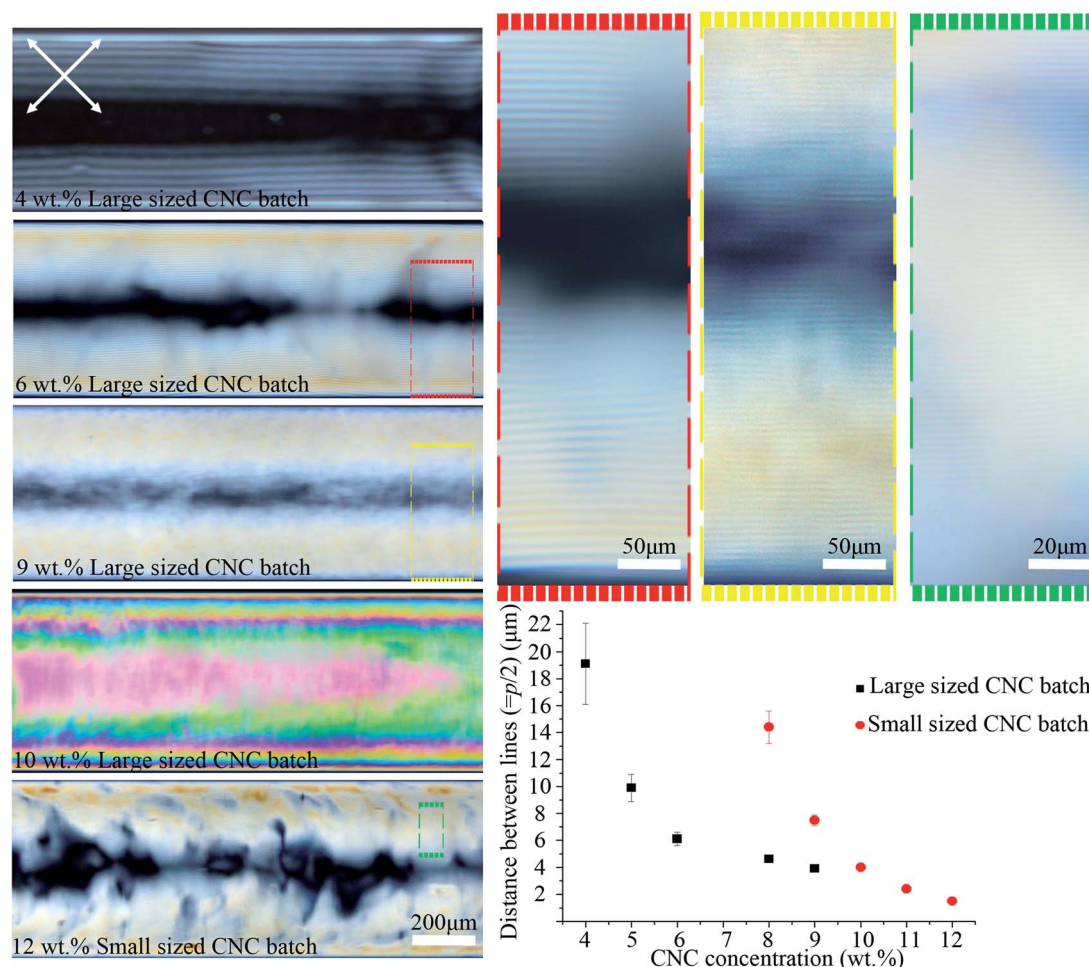 4 wt.% Large sized CNC batch
6 wt.% Large sized CNC batch
9 wt.% Large sized CNC batch
10 wt.% Large sized CNC batch
200μm
12 wt.% Small sized CNC batch
50μm
50μm
20μm
Distance between lines (=p/2) (μm)
22
20
18
16
14
12
10
8
6
4
2
Large sized CNC batch
Small sized CNC batch
4 5 6 7 8 9 10 11 12
CNC concentration (wt.%)